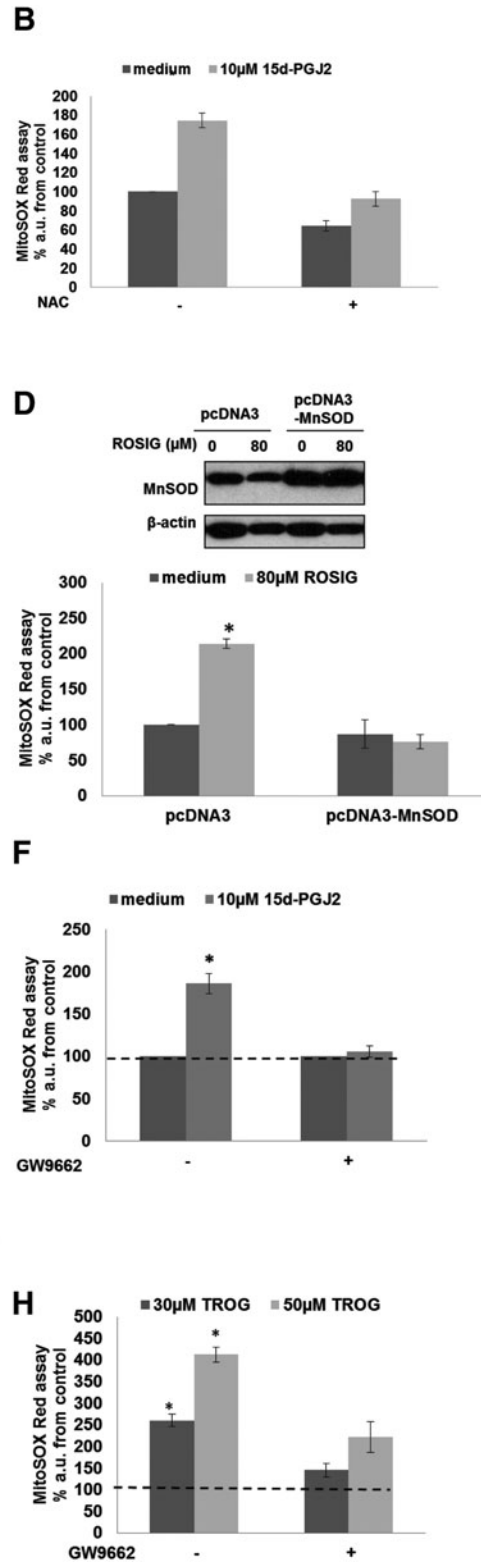 B
medium 10μM 15d-PGJ2
MitoSOX Red assay
% a.u. from control
200
180
160
140
120
100
80
60
40
20
0
NAC - +
D
pcDNA3 pcDNA3
-MnSOD
ROSIG (μM) 0 80 0 80
MnSOD
β-actin
medium 80μM ROSIG
MitoSOX Red assay
% a.u. from control
300
250
200
150
100
50
0
*
pcDNA3 pcDNA3-MnSOD
F
medium 10μM 15d-PGJ2
MitoSOX Red assay
% a.u. from control
250
200
150
100
50
0
*
GW9662 - +
H
30μM TROG 50μM TROG
MitoSOX Red assay
% a.u. from control
500
450
400
350
300
250
200
150
100
50
0
* *
GW9662 - +